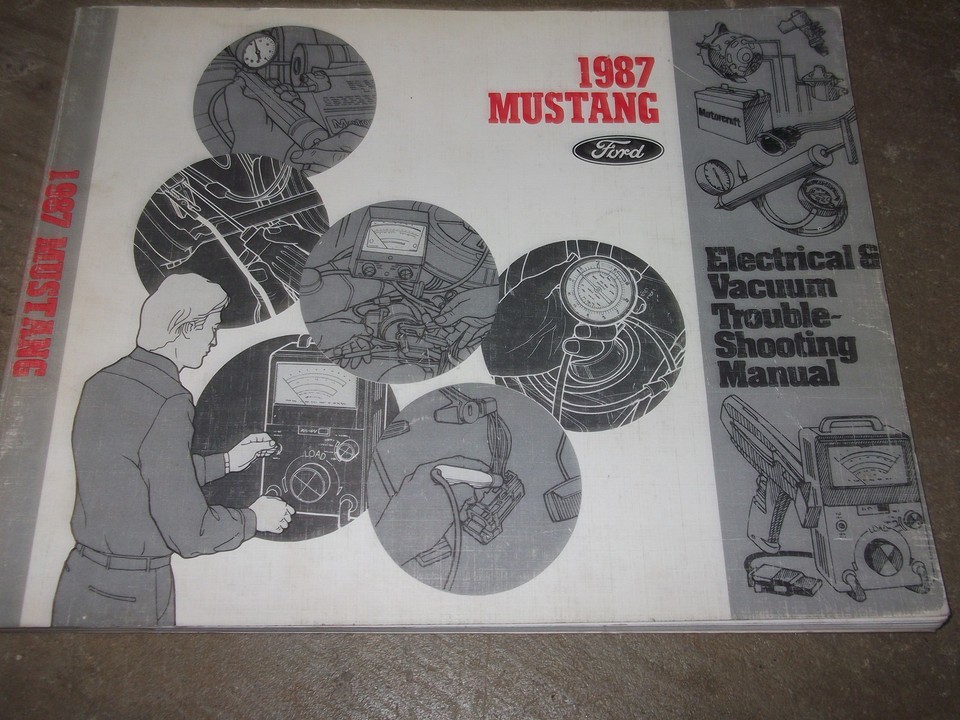 1987
MUSTANG
Ford
1987 MUSTANG
Motorcraft
Electrical &
Vacuum
Trouble-
Shooting
Manual
LOAD